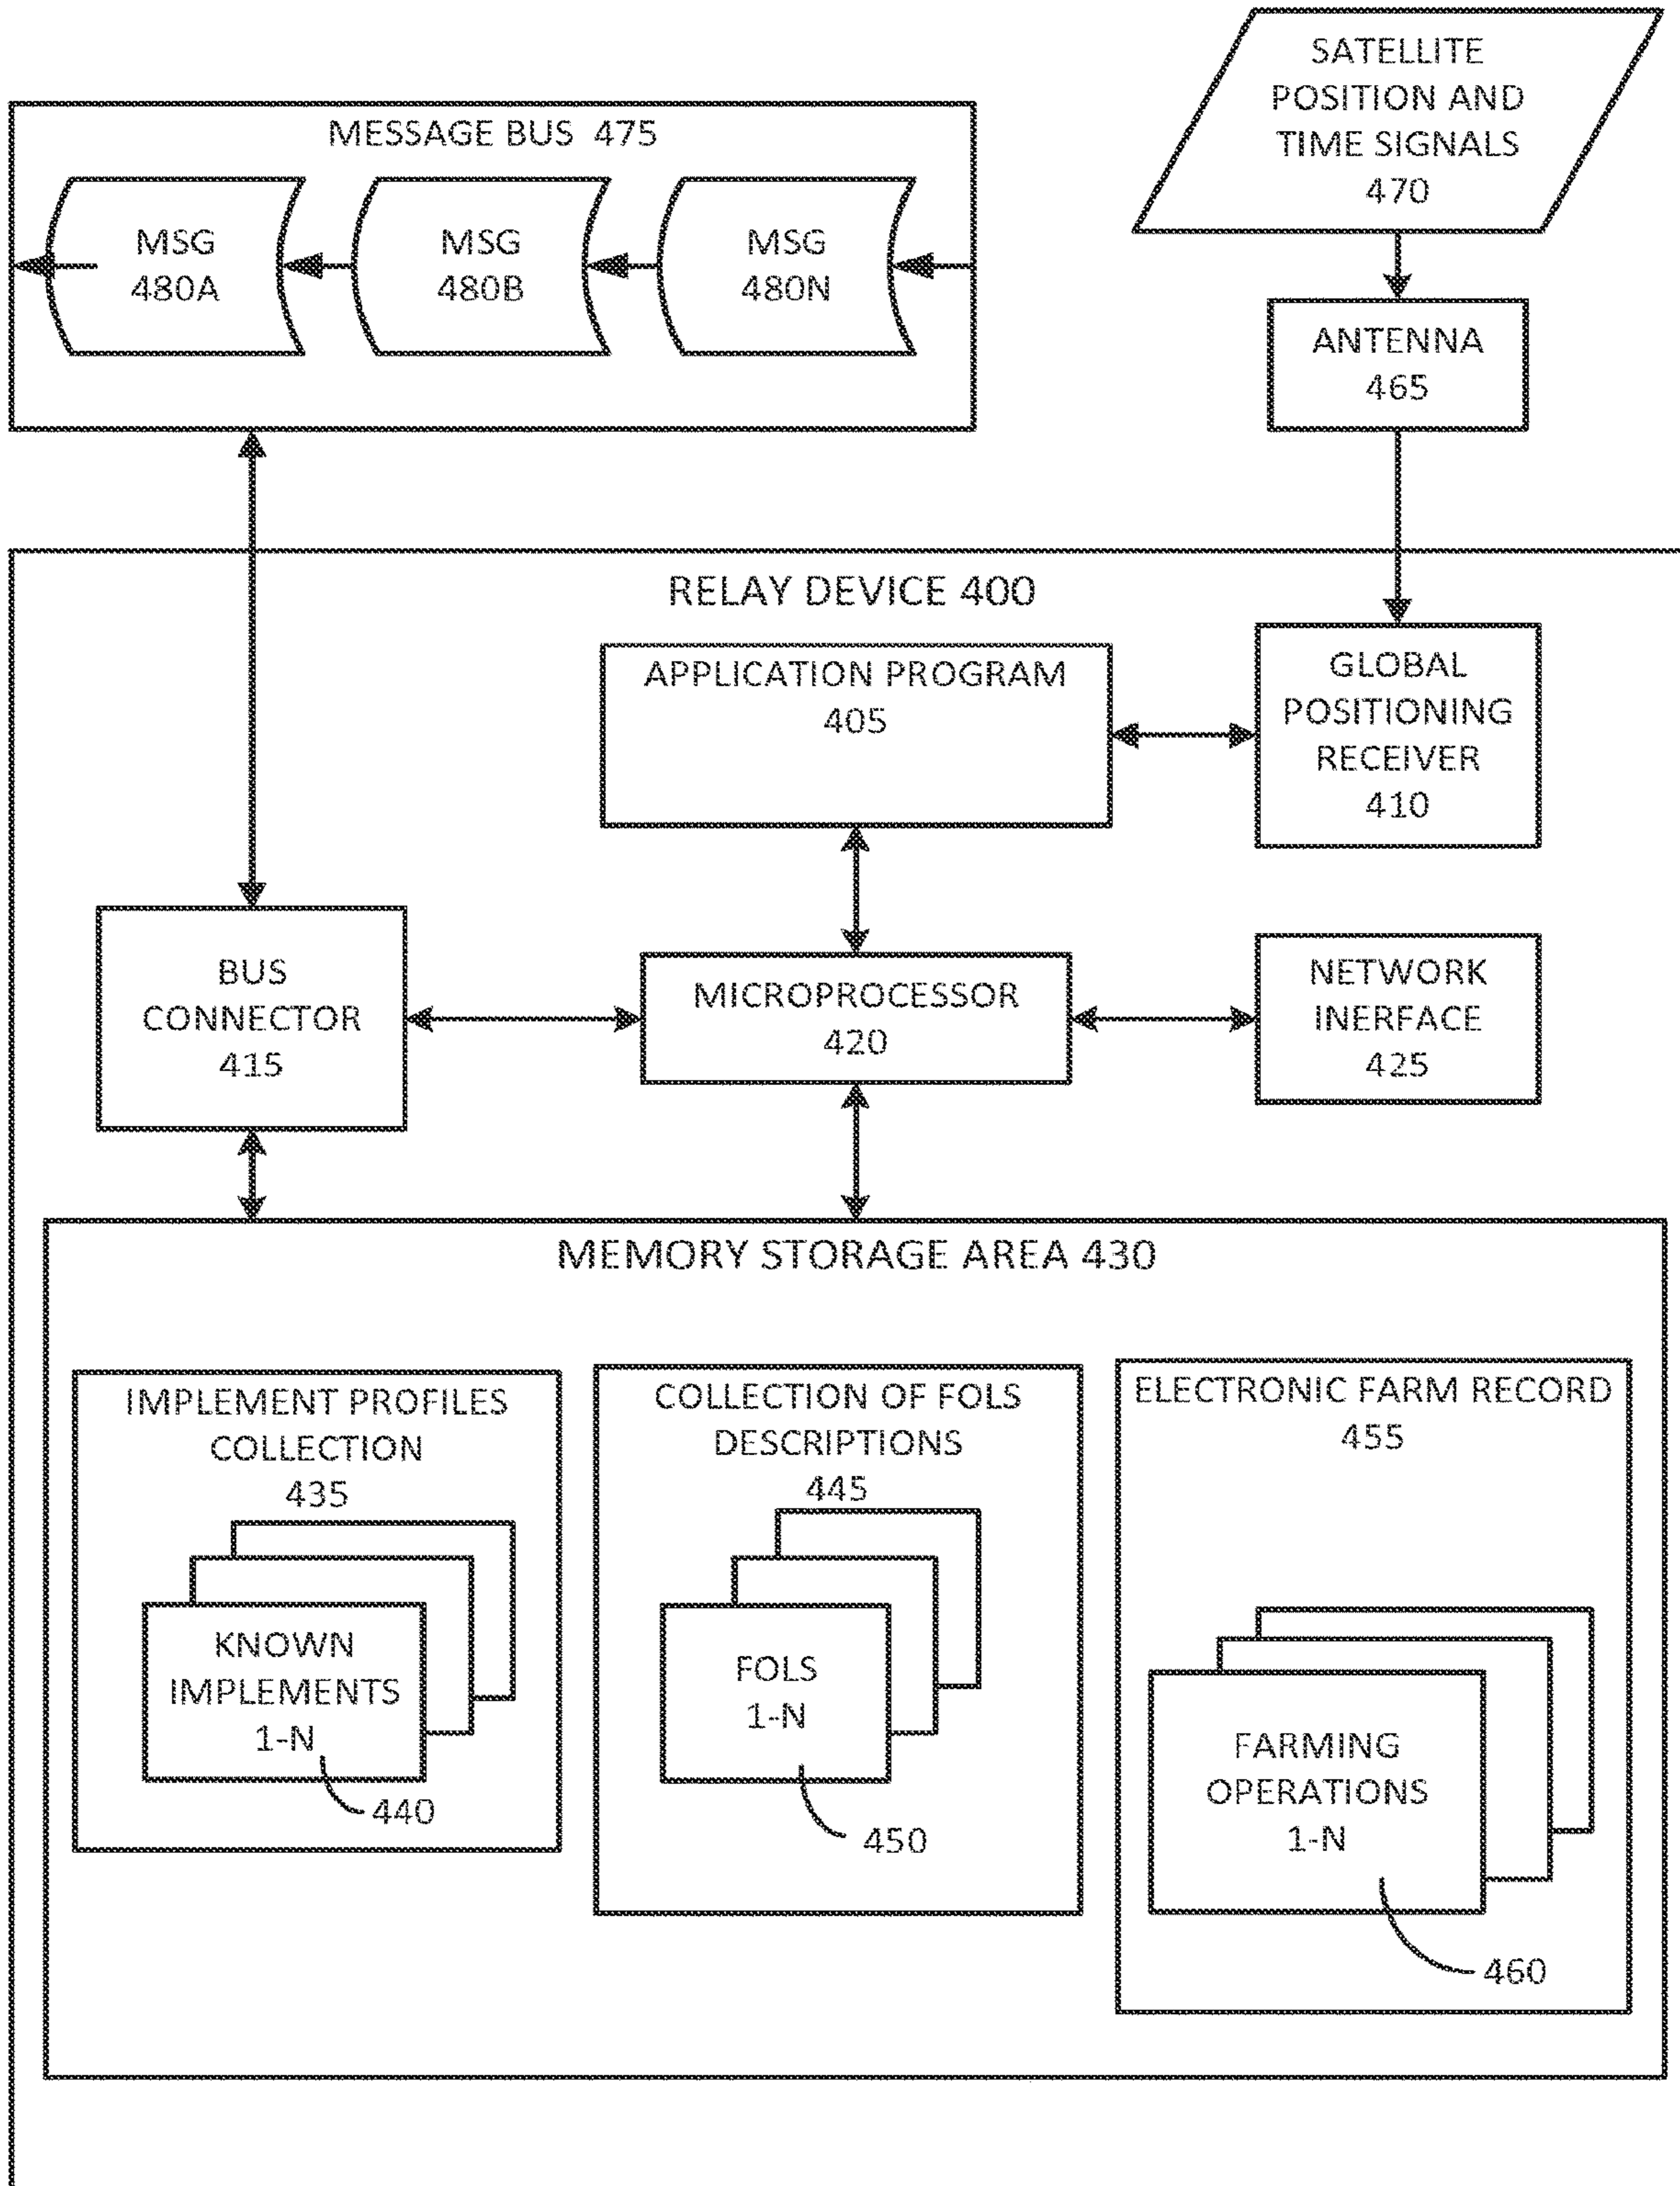 SATELLITE
POSITION AND
TIME SIGNALS
470
MESSAGE BUS 475
MSG
480A
MSG
480B
MSG
480N
ANTENNA
465
RELAY DEVICE 400
APPLICATION PROGRAM
405
GLOBAL
POSITIONING
RECEIVER
410
BUS
CONNECTOR
415
MICROPROCESSOR
420
NETWORK
INERFACE
425
MEMORY STORAGE AREA 430
IMPLEMENT PROFILES
COLLECTION
435
KNOWN
IMPLEMENTS
1-N
440
COLLECTION OF FOLS
DESCRIPTIONS
445
FOLS
1-N
450
ELECTRONIC FARM RECORD
455
FARMING
OPERATIONS
1-N
460